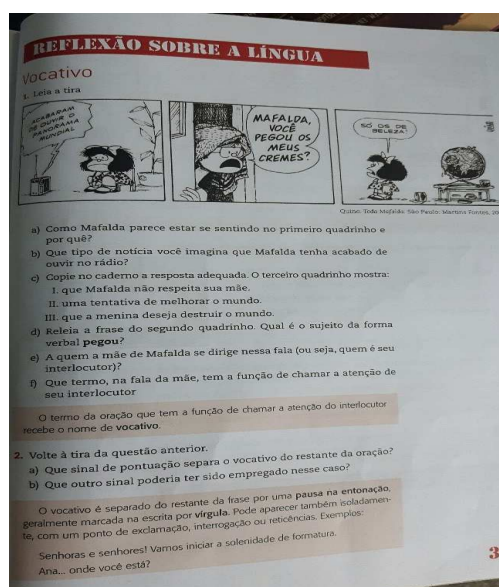 REFLEXÃO SOBRE A LÍNGUA
Vocativo
1. Leia a tira
ACABARAM
DE OUVIR O
PANORAMA
MUNDIAL
MAFALDA,
VOCÊ
PEGOU OS
MEUS
CREMES?
SÓ OS DE
BELEZA!
Quino. Toda Mafalda. São Paulo: Martins Fontes,
a) Como Mafalda parece estar se sentindo no primeiro quadrinho e
por quê?
b) Que tipo de notícia você imagina que Mafalda tenha acabado de
ouvir no rádio?
c) Copie no caderno a resposta adequada. O terceiro quadrinho mostra:
I. que Mafalda não respeita sua mãe.
II. uma tentativa de melhorar o mundo.
III. que a menina deseja destruir o mundo.
d) Releia a frase do segundo quadrinho. Qual é o sujeito da forma
verbal pegou?
e) A quem a mãe de Mafalda se dirige nessa fala (ou seja, quem é seu
interlocutor)?
f) Que termo, na fala da mãe, tem a função de chamar a atenção de
seu interlocutor
O termo da oração que tem a função de chamar a atenção do interlocutor
recebe o nome de vocativo.
2. Volte à tira da questão anterior.
a) Que sinal de pontuação separa o vocativo do restante da oração?
b) Que outro sinal poderia ter sido empregado nesse caso?
O vocativo é separado do restante da frase por uma pausa na entonação,
geralmente marcada na escrita por vírgula. Pode aparecer também isoladamen-
te, com um ponto de exclamação, interrogação ou reticências. Exemplos:
Senhoras e senhores! Vamos iniciar a solenidade de formatura.
Ana... onde você está?
3